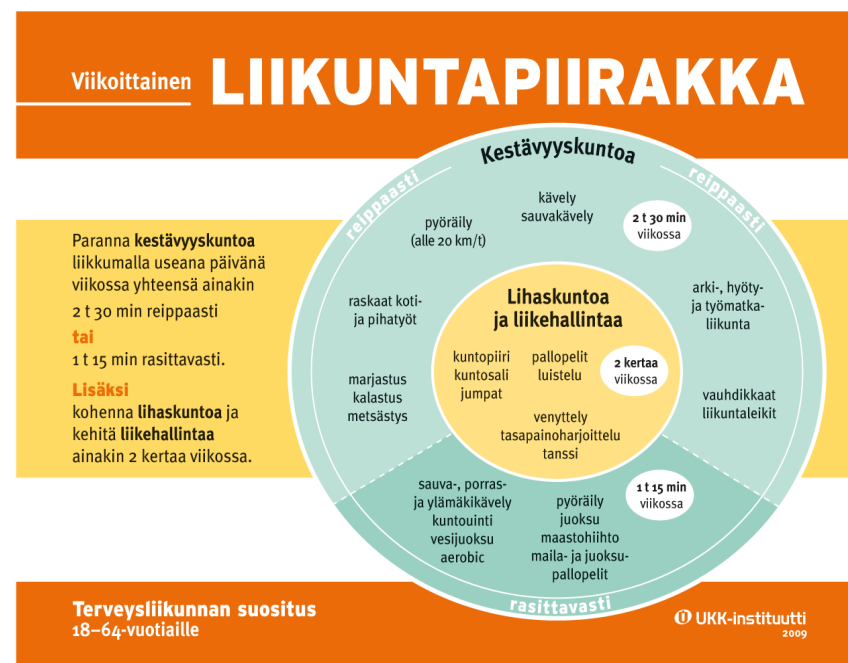 Viikoittainen LIIKUNTAPIIRAKKA
Paranna kestävyyskuntoa
liikkumalla useana päivänä
viikossa yhteensä ainakin
2 t 30 min reippaasti
tai
1 t 15 min rasittavasti.
Lisäksi
kohenna lihaskuntoa ja
kehitä liikehallintaa
ainakin 2 kertaa viikossa.
Kestävyyskuntoa
reippaasti
reippaasti
kävely
sauvakävely
2 t 30 min
viikossa
pyöräily
(alle 20 km/t)
raskaat koti-
ja pihatyöt
marjastus
kalastus
metsästys
arki-, hyöty-
ja työmatka-
liikunta
vauhdikkaat
liikuntaleikit
Lihaskuntoa
ja liikehallintaa
kuntopiiri
kuntosali
jumpat
pallopelit
luistelu
2 kertaa
viikossa
venyttely
tasapainoharjoittelu
tanssi
sauva-, porras-
ja ylämäkikävely
kuntouinti
vesijuoksu
aerobic
pyöräily
juoksu
maastohiihto
maila- ja juoksu-
pallopelit
1 t 15 min
viikossa
rasittavasti
Terveysliikunnan suositus
18–64-vuotiaille
UKK-instituutti
2009